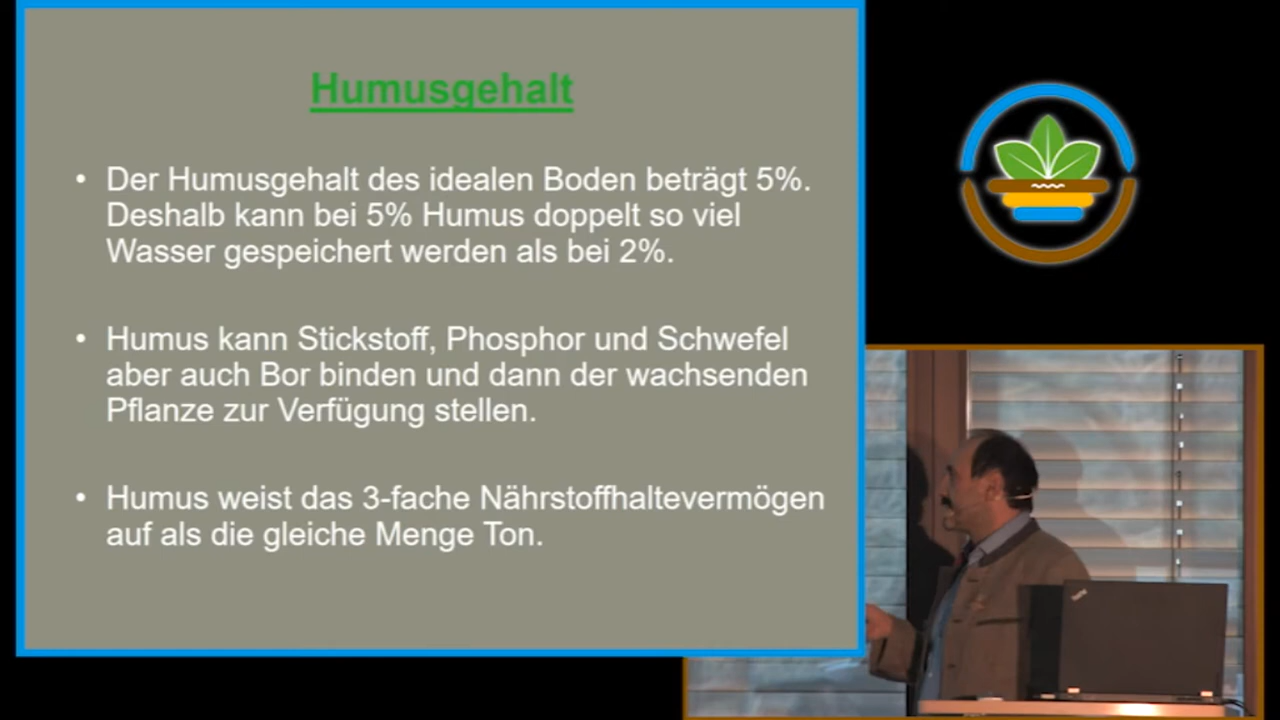 Humusgehalt
• Der Humusgehalt des idealen Boden beträgt 5%.
Deshalb kann bei 5% Humus doppelt so viel
Wasser gespeichert werden als bei 2%.
• Humus kann Stickstoff, Phosphor und Schwefel
aber auch Bor binden und dann der wachsenden
Pflanze zur Verfügung stellen.
• Humus weist das 3-fache Nährstoffhaltevermögen
auf als die gleiche Menge Ton.